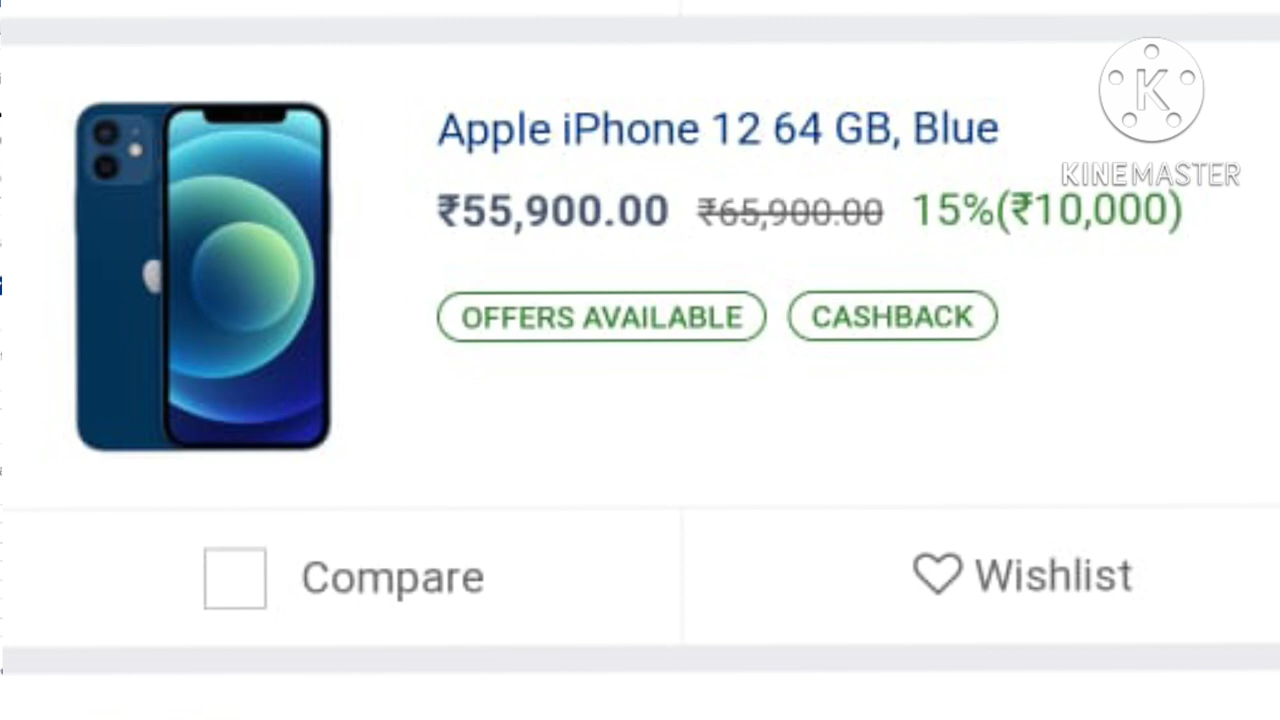 Apple iPhone 12 64 GB, Blue
₹55,900.00 ₹65,900.00 15%(₹10,000)
OFFERS AVAILABLE CASHBACK
Compare Wishlist
K
KINEMASTER